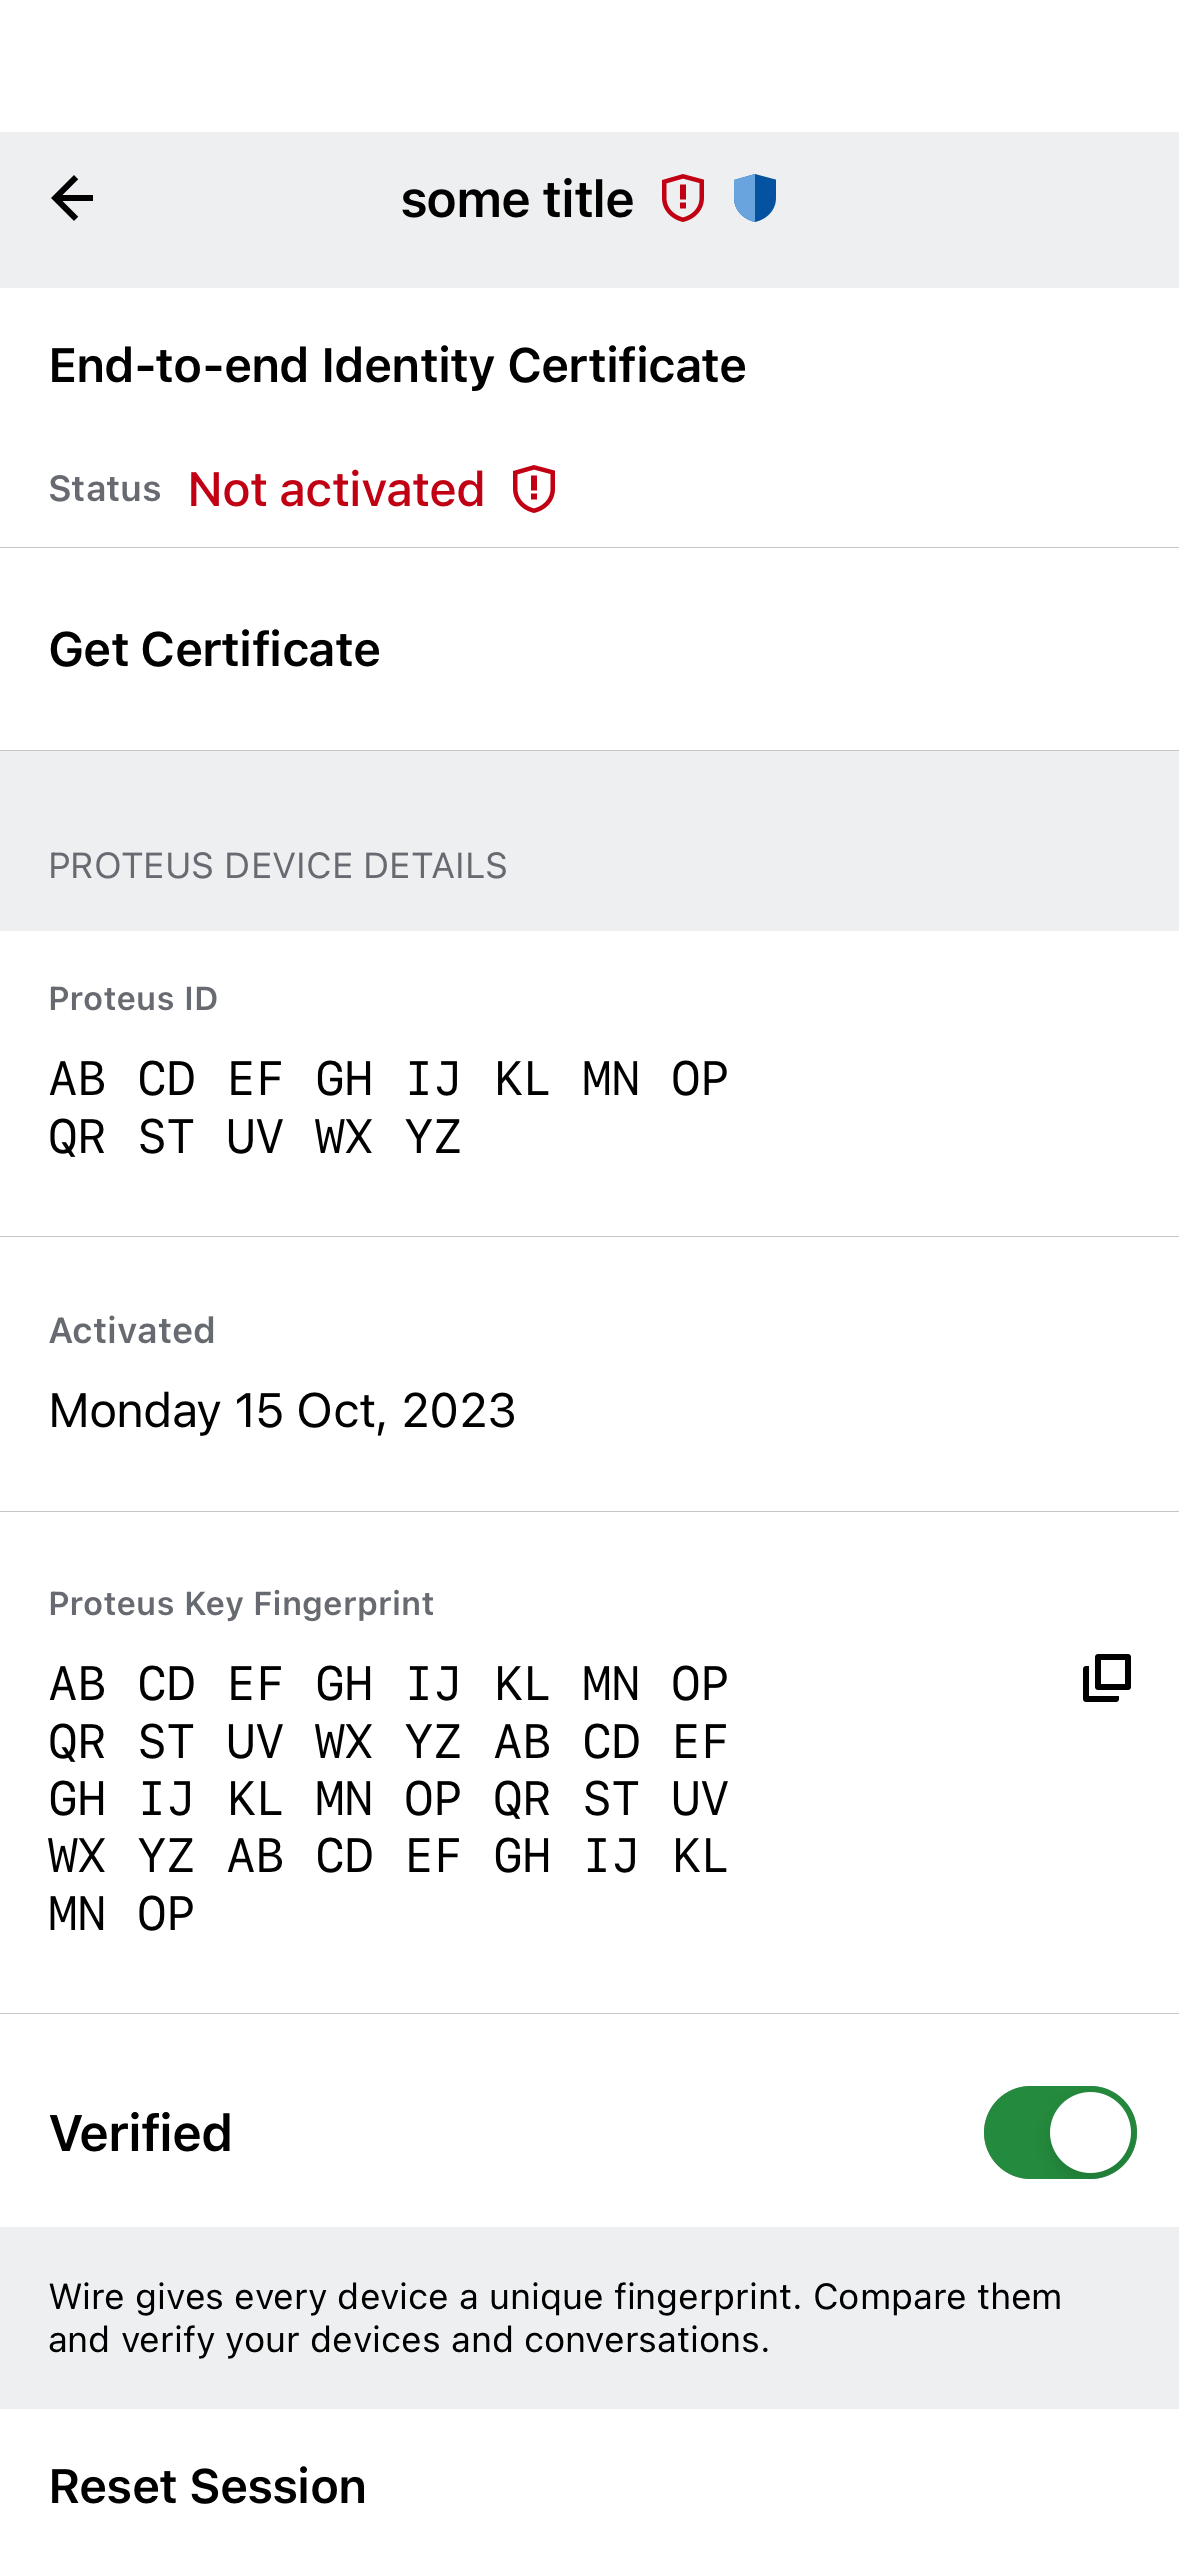 some title
End-to-end Identity Certificate
Status Not activated
Get Certificate
PROTEUS DEVICE DETAILS
Proteus ID
AB CD EF GH IJ KL MN OP
QR ST UV WX YZ
Activated
Monday 15 Oct, 2023
Proteus Key Fingerprint
AB CD EF GH IJ KL MN OP
QR ST UV WX YZ AB CD EF
GH IJ KL MN OP QR ST UV
WX YZ AB CD EF GH IJ KL
MN OP
Verified
Wire gives every device a unique fingerprint. Compare them
and verify your devices and conversations.
Reset Session